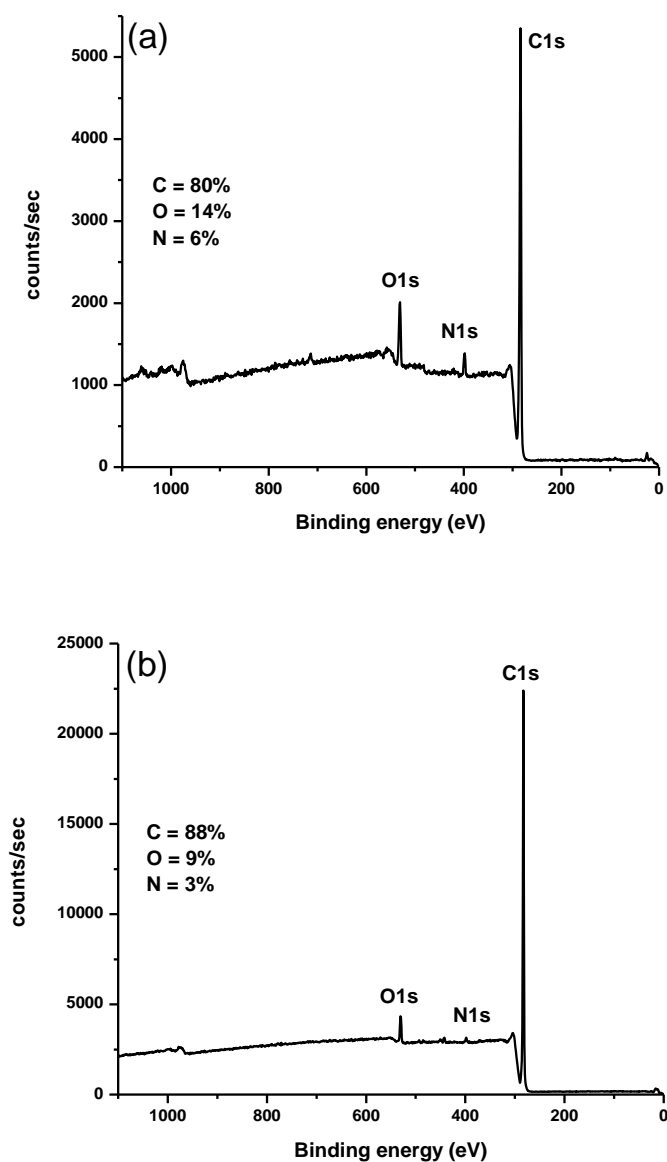 (a)
C1s
5000
4000
C = 80%
O = 14%
3000
N = 6%
counts/sec
O1s
2000
N1s
1000
0
1000 800 600 400 200 0
Binding energy (eV)
25000
(b)
C1s
20000
15000
C = 88%
O = 9%
N = 3%
counts/sec
10000
O1s
N1s
5000
0
1000 800 600 400 200 0
Binding energy (eV)